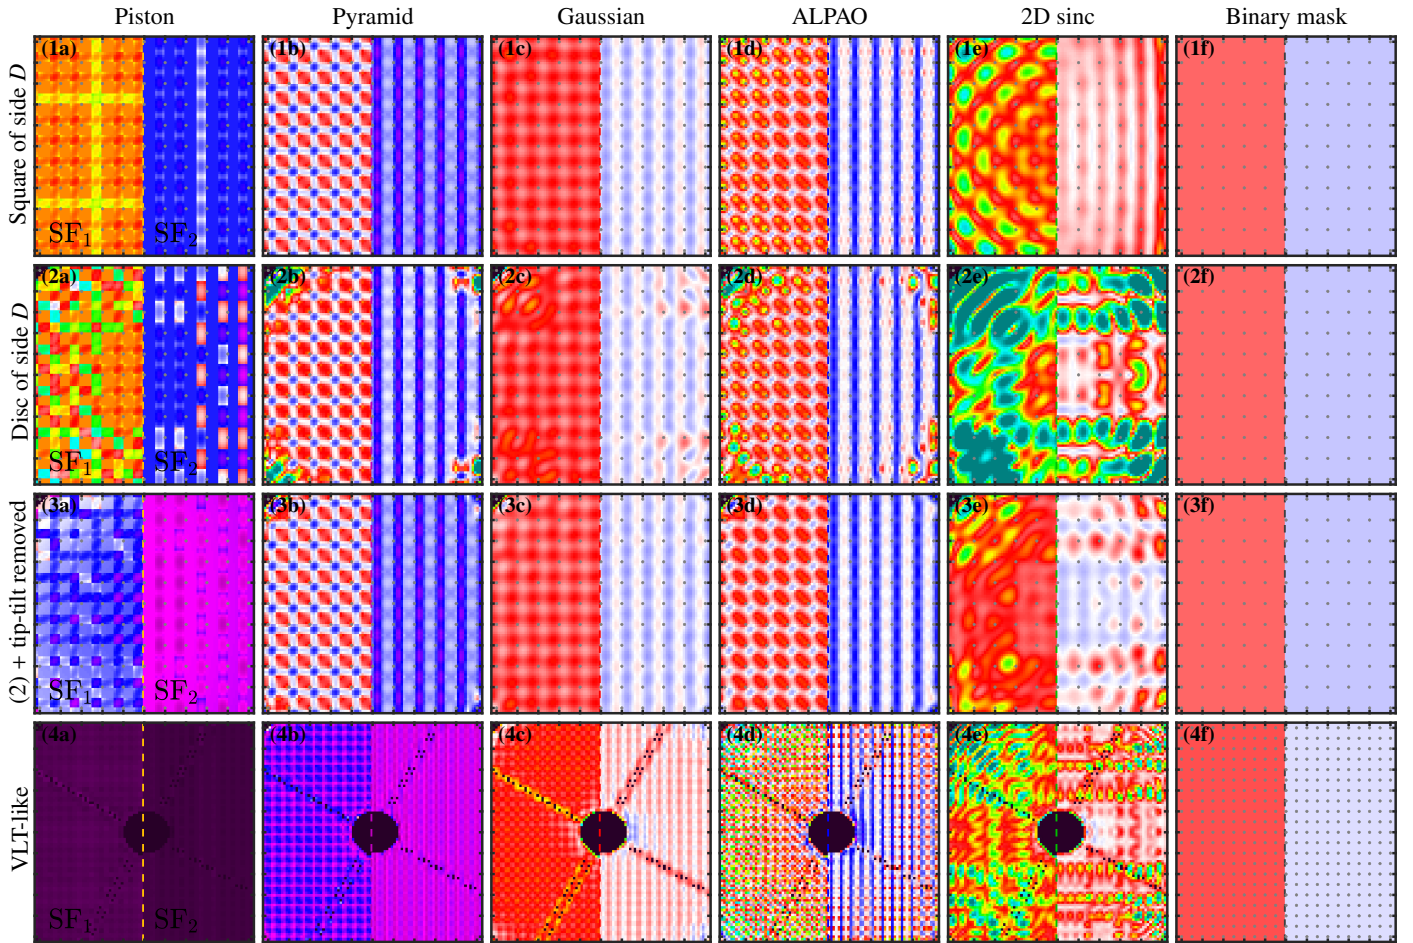 Piston Pyramid Gaussian ALPAO 2D sinc Binary mask
Square of side D
(1a) (1b) (1c) (1d) (1e) (1f)
SF₁ SF₂
Disc of side D
(2a) (2b) (2c) (2d) (2e) (2f)
SF₁ SF₂
(2) + tip-tilt removed
(3a) (3b) (3c) (3d) (3e) (3f)
SF₁ SF₂
VLT-like
(4a) (4b) (4c) (4d) (4e) (4f)
SF₁ SF₂